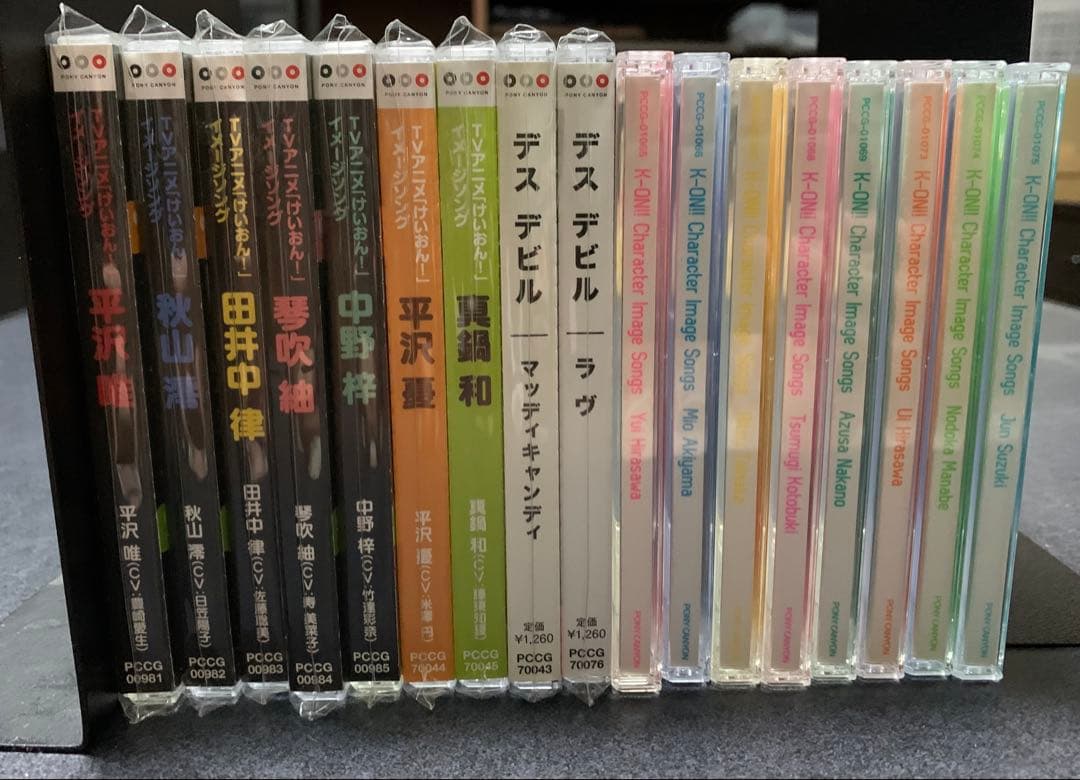 PONY CANYON
TVアニメ「けいおん!」
イメージソング
平沢 唯
平沢 唯(CV:豊崎愛生)
PCCG
00981
PONY CANYON
TVアニメ「けいおん!」
イメージソング
秋山 澪
秋山 澪(CV:日笠陽子)
PCCG
00982
PONY CANYON
TVアニメ「けいおん!」
イメージソング
田井中 律
田井中 律(CV:佐藤聡美)
PCCG
00983
PONY CANYON
TVアニメ「けいおん!」
イメージソング
琴吹 紬
琴吹 紬(CV:寿 美菜子)
PCCG
00984
PONY CANYON
TVアニメ「けいおん!」
イメージソング
中野 梓
中野 梓(CV:竹達彩奈)
PCCG
00985
PONY CANYON
TVアニメ「けいおん!」
イメージソング
平沢 憂
平沢 憂(CV:米澤 円)
PCCG
70044
PONY CANYON
TVアニメ「けいおん!」
イメージソング
真鍋 和
真鍋 和(CV:藤東知夏)
PCCG
70045
PONY CANYON
デス デビル ― マッディキャンディ
定価
¥1,260
PCCG
70043
PONY CANYON
デス デビル ― ラヴ
定価
¥1,260
PCCG
70076
PCCG-01065 K-ON!! Character Image Songs Yui Hirasawa PONY CANYON
PCCG-01066 K-ON!! Character Image Songs Mio Akiyama PONY CANYON
K-ON!! Character Image Songs
PCCG-01068 K-ON!! Character Image Songs Tsumugi Kotobuki PONY CANYON
PCCG-01069 K-ON!! Character Image Songs Azusa Nakano PONY CANYON
PCCG-01073 K-ON!! Character Image Songs Ui Hirasawa PONY CANYON
PCCG-01074 K-ON!! Character Image Songs Nodoka Manabe PONY CANYON
PCCG-01075 K-ON!! Character Image Songs Jun Suzuki PONY CANYON